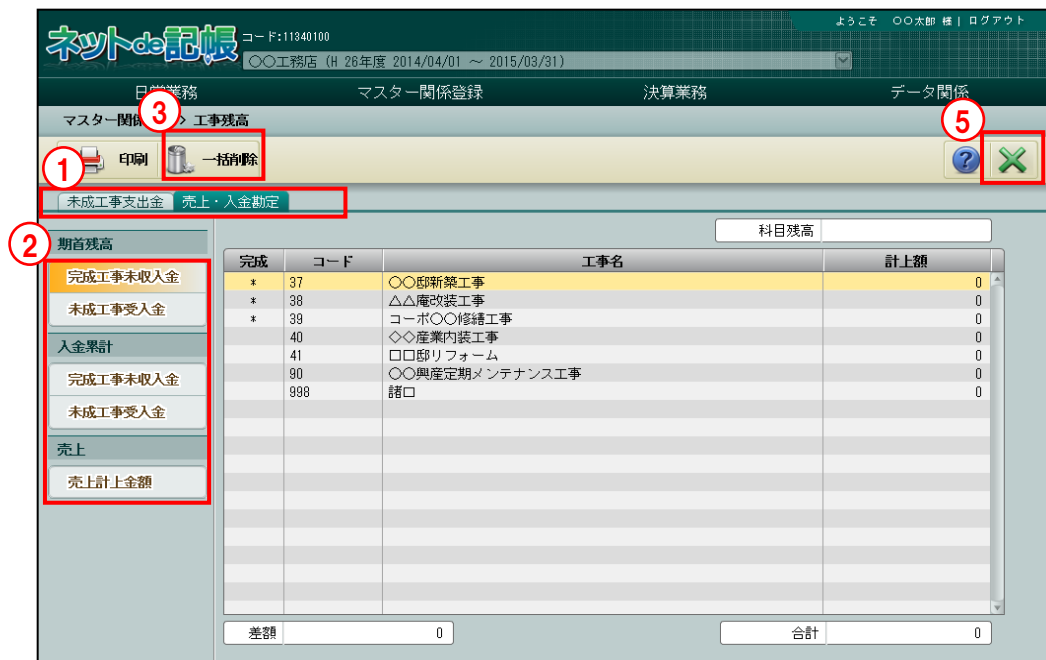 ようこそ 〇〇太郎 様 | ログアウト
ネットde記帳 コード:11340100
〇〇工務店 (H 26年度 2014/04/01 ～ 2015/03/31)
日常業務 マスター関係登録 決算業務 データ関係
マスター関係 > 工事残高
③ ⑤
① 印刷 一括削除 ?
未成工事支出金 売上・入金勘定
科目残高
② 期首残高
完成 コード 工事名 計上額
完成工事未収入金
* 37 〇〇邸新築工事 0
* 38 △△庵改装工事 0
未成工事受入金
* 39 コーポ〇〇修繕工事 0
40 ◇◇産業内装工事 0
入金累計
41 □□邸リフォーム 0
90 〇〇興産定期メンテナンス工事 0
完成工事未収入金
998 諸口 0
未成工事受入金
売上
売上計上金額
差額 0 合計 0